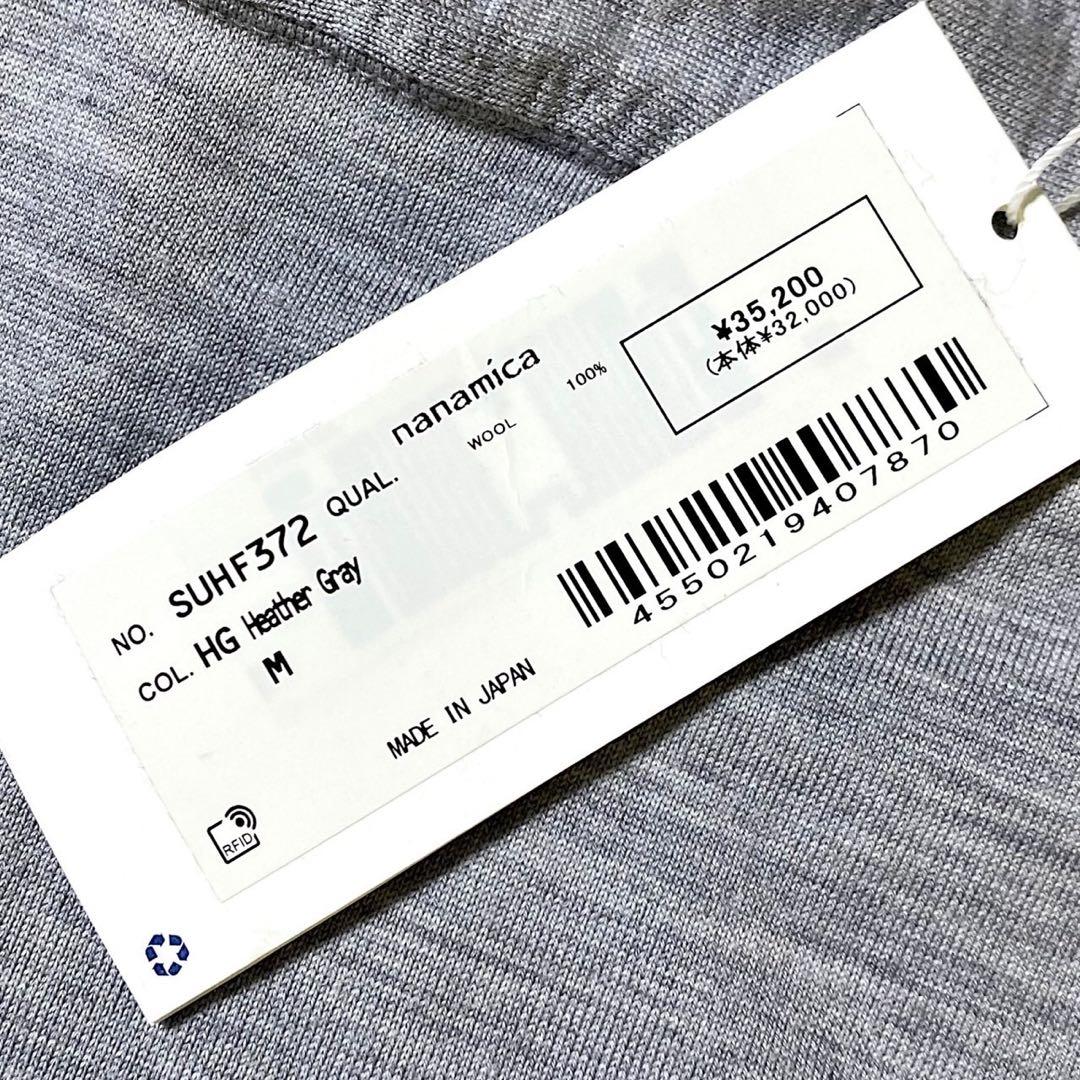 nanamica
NO. SUHF372 QUAL. WOOL 100%
COL. HG Heather Gray
M
¥35,200
(本体¥32,000)
4550219407870
MADE IN JAPAN
RFID